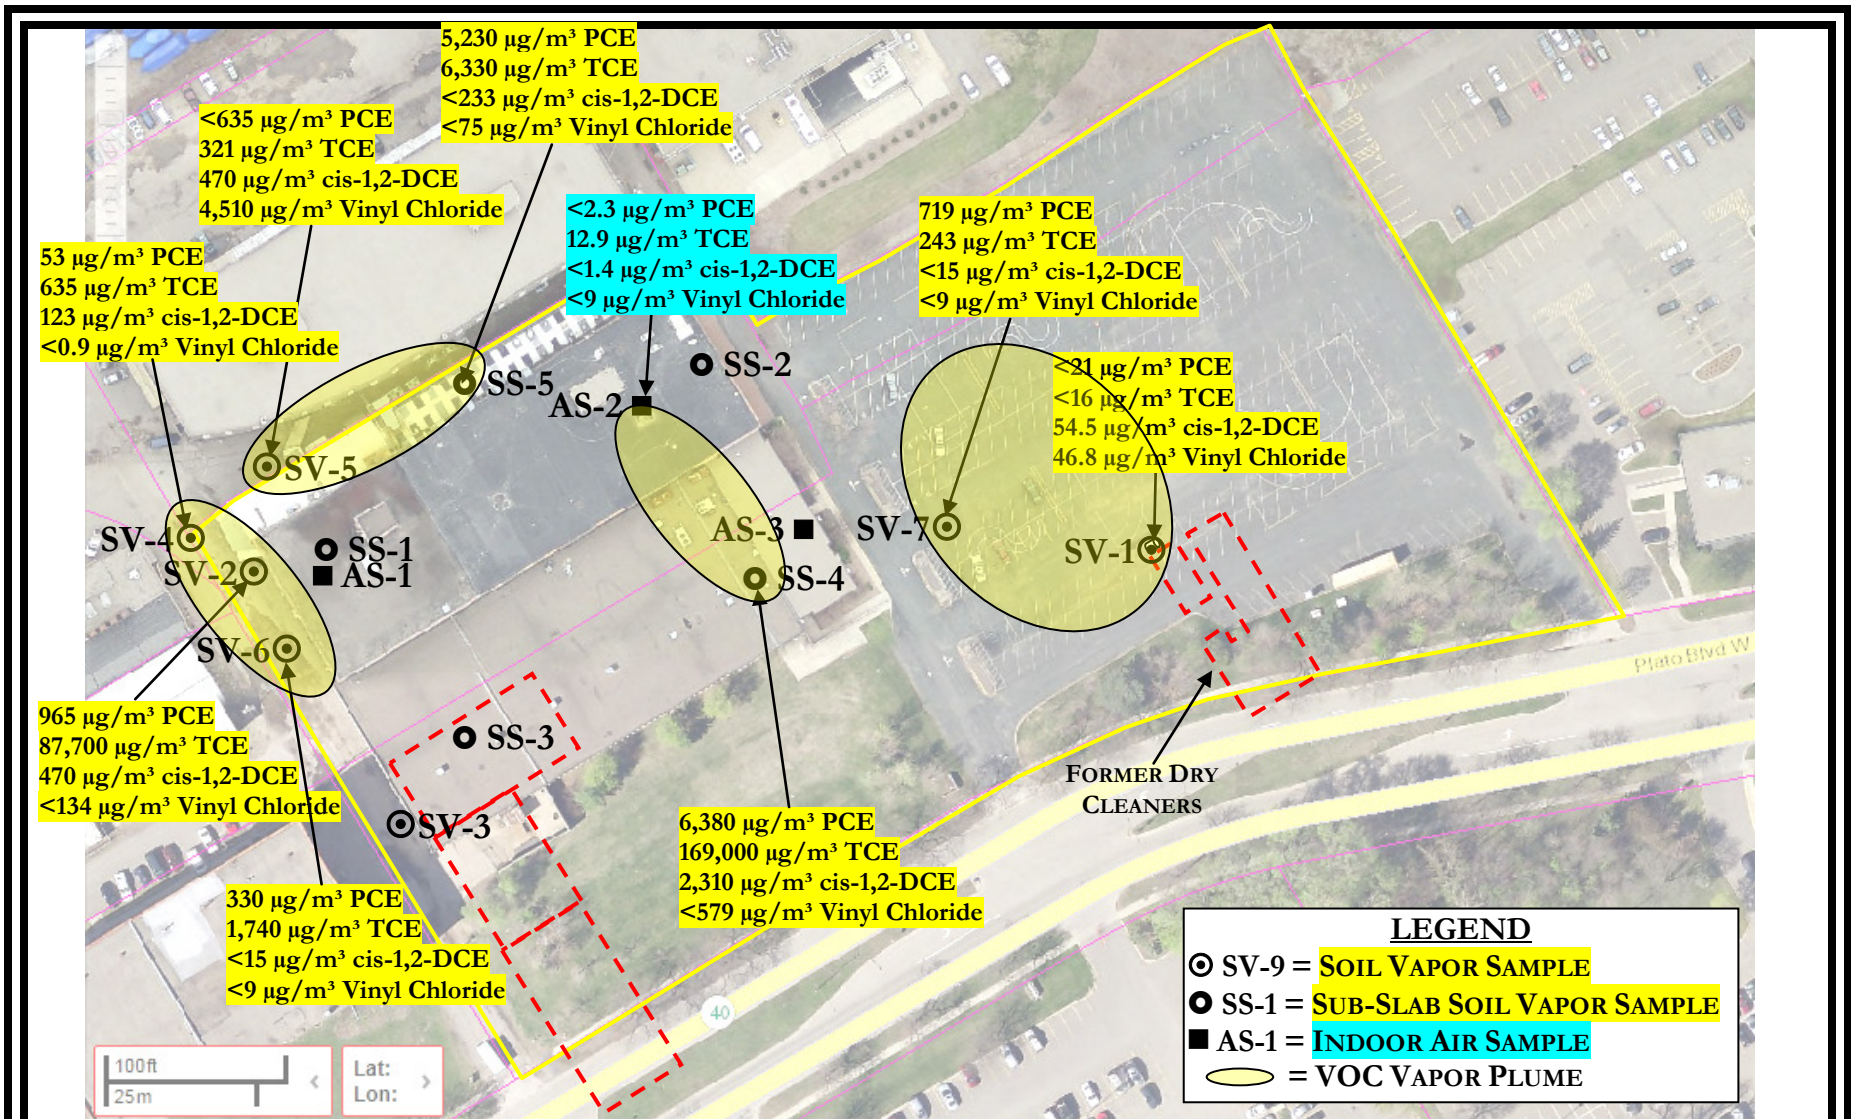 5,230 µg/m³ PCE
6,330 µg/m³ TCE
<233 µg/m³ cis-1,2-DCE
<75 µg/m³ Vinyl Chloride
<635 µg/m³ PCE
321 µg/m³ TCE
470 µg/m³ cis-1,2-DCE
4,510 µg/m³ Vinyl Chloride
<2.3 µg/m³ PCE
12.9 µg/m³ TCE
<1.4 µg/m³ cis-1,2-DCE
<9 µg/m³ Vinyl Chloride
719 µg/m³ PCE
243 µg/m³ TCE
<15 µg/m³ cis-1,2-DCE
<9 µg/m³ Vinyl Chloride
53 µg/m³ PCE
635 µg/m³ TCE
123 µg/m³ cis-1,2-DCE
<0.9 µg/m³ Vinyl Chloride
<21 µg/m³ PCE
<16 µg/m³ TCE
54.5 µg/m³ cis-1,2-DCE
46.8 µg/m³ Vinyl Chloride
SS-2
SS-5
AS-2
SV-5
SV-4
SS-1
AS-3
SV-7
SV-1
SV-2
AS-1
SS-4
SV-6
Plato Blvd W
965 µg/m³ PCE
87,700 µg/m³ TCE
470 µg/m³ cis-1,2-DCE
<134 µg/m³ Vinyl Chloride
SS-3
SV-3
FORMER DRY
CLEANERS
6,380 µg/m³ PCE
169,000 µg/m³ TCE
2,310 µg/m³ cis-1,2-DCE
<579 µg/m³ Vinyl Chloride
330 µg/m³ PCE
1,740 µg/m³ TCE
<15 µg/m³ cis-1,2-DCE
<9 µg/m³ Vinyl Chloride
40
LEGEND
SV-9 = SOIL VAPOR SAMPLE
SS-1 = SUB-SLAB SOIL VAPOR SAMPLE
AS-1 = INDOOR AIR SAMPLE
= VOC VAPOR PLUME
100ft
25m
Lat:
Lon: